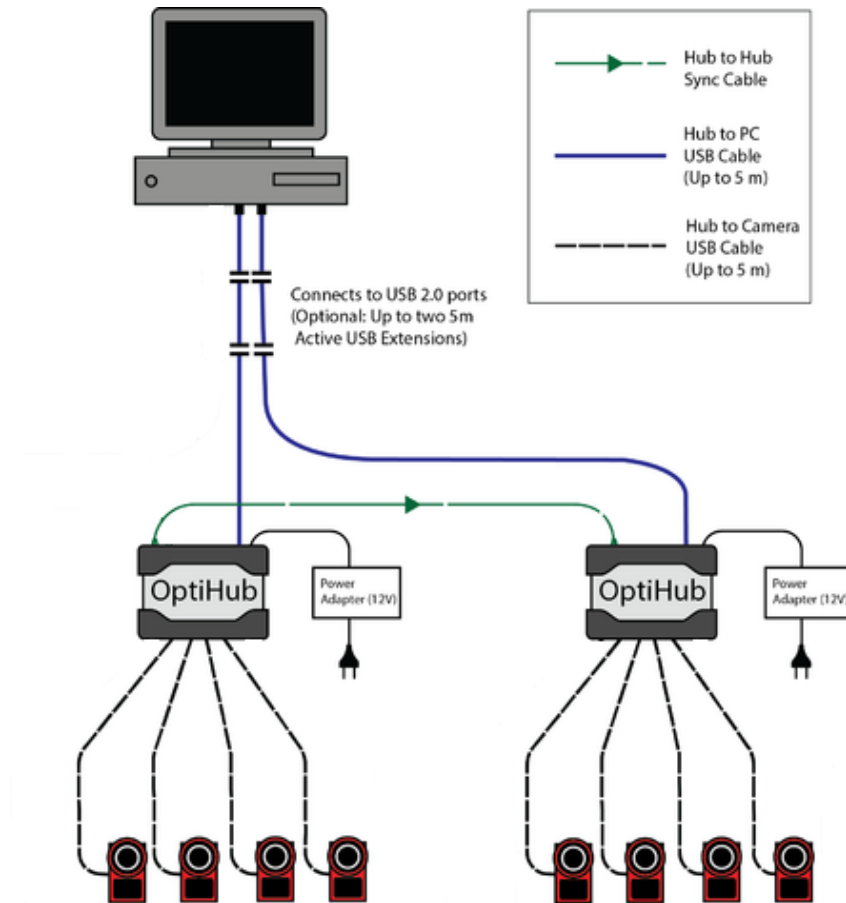 Hub to Hub
Sync Cable
Hub to PC
USB Cable
(Up to 5 m)
Hub to Camera
USB Cable
(Up to 5 m)
Connects to USB 2.0 ports
(Optional: Up to two 5m
Active USB Extensions)
OptiHub
Power
Adapter (12V)
OptiHub
Power
Adapter (12V)